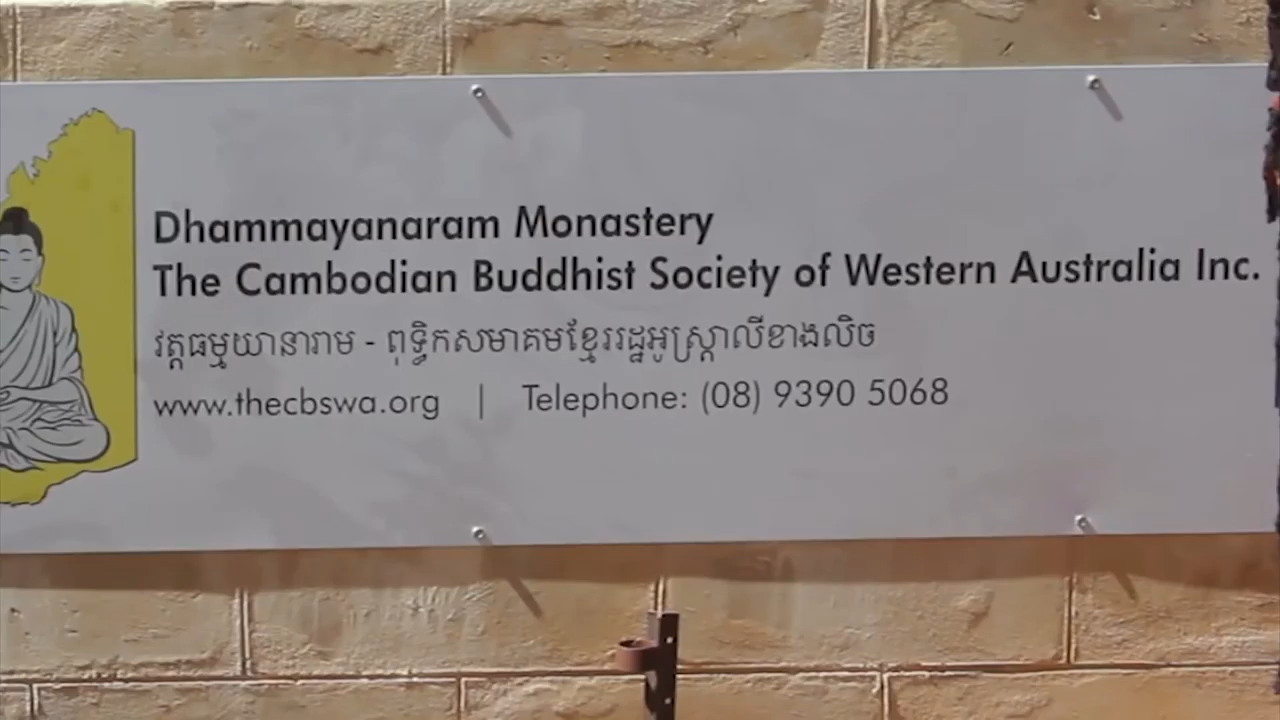 Dhammayanaram Monastery
The Cambodian Buddhist Society of Western Australia Inc.
វត្តធម្មយានារាម - ពុទ្ធិកសមាគមខ្មែររដ្ឋអូស្ត្រាលីខាងលិច
www.thecbswa.org | Telephone: (08) 9390 5068